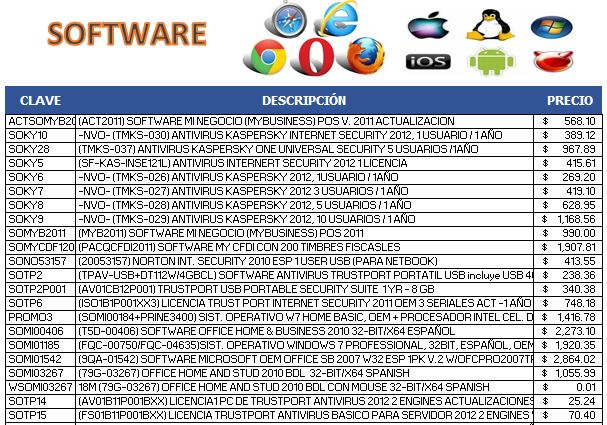 SOFTWARE
iOS
CLAVE DESCRIPCIÓN PRECIO
ACTSOMYB20 (ACT2011) SOFTWARE MI NEGOCIO (MYBUSINESS) POS V. 2011 ACTUALIZACION $ 568.10
SOKY10 -NVO- (TMKS-030) ANTIVIRUS KASPERSKY INTERNET SECURITY 2012, 1 USUARIO / 1 AÑO $ 389.12
SOKY28 (TMKS-037) ANTIVIRUS KASPERSKY ONE UNIVERSAL SECURITY 5 USUARIOS /1AÑO $ 967.89
SOKY5 (SF-KAS-INSE121L) ANTIVIRUS INTERNERT SECURITY 2012 1 LICENCIA $ 415.61
SOKY6 -NVO- (TMKS-026) ANTIVIRUS KASPERSKY 2012, 1USUARIO / 1 AÑO $ 269.20
SOKY7 -NVO- (TMKS-027) ANTIVIRUS KASPERSKY 2012 3 USUARIOS / 1 AÑO $ 419.10
SOKY8 -NVO- (TMKS-028) ANTIVIRUS KASPERSKY 2012, 5 USUARIOS / 1 AÑO $ 628.95
SOKY9 -NVO- (TMKS-029) ANTIVIRUS KASPERSKY 2012, 10 USUARIOS / 1 AÑO $ 1,168.56
SOMYB2011 (MYB2011) SOFTWARE MI NEGOCIO (MYBUSINESS) POS 2011 $ 990.00
SOMYCDF120 (PACQCFDI2011) SOFTWARE MY CFDI CON 200 TIMBRES FISCASLES $ 1,907.81
SONO53157 (20053157) NORTON INT. SECURITY 2010 ESP 1 USER USB (PARA NETBOOK) $ 413.55
SOTP2 (TPAV-USB+DT112W/4GBCL) SOFTWARE ANTIVIRUS TRUSTPORT PORTATIL USB incluye USB 4 $ 238.36
SOTP2P001 (AV01CB12P001) TRUSTPORT USB PORTABLE SECURITY SUITE 1 YR - 8 GB $ 340.38
SOTP6 (ISO1B1P001XX3) LICENCIA TRUST PORT INTERNET SECURITY 2011 OEM 3 SERIALES ACT -1 AÑO $ 748.18
PROMO3 (SOMI00184+PRINE3400) SIST. OPERATIVO W7 HOME BASIC, OEM + PROCESADOR INTEL CEL. D $ 1,416.78
SOMI00406 (T5D-00406) SOFTWARE OFFICE HOME & BUSINESS 2010 32-BIT/X64 ESPAÑOL $ 2,273.10
SOMI01185 (FQC-00750/FQC-04635)SIST. OPERATIVO WINDOWS 7 PROFESSIONAL, 32BIT, ESPAÑOL, OEM $ 1,920.35
SOMI01542 (9QA-01542) SOFTWARE MICROSOFT OEM OFFICE SB 2007 W32 ESP 1PK V.2 W/OFCPRO2007TR $ 2,864.02
SOMI03267 (79G-03267) OFFICE HOME AND STUD 2010 BDL 32-BIT/X64 SPANISH $ 1,055.99
WSOMI03267 18M (79G-03267) OFFICE HOME AND STUD 2010 BDL CON MOUSE 32-BIT/X64 SPANISH $ 0.01
SOTP14 (AV01B11P001BXX) LICENCIA1 PC DE TRUSTPORT ANTIVIRUS 2012 2 ENGINES ACTUALIZACIONES $ 25.24
SOTP15 (FS01B11P001BXX) LICENCIA TRUSTPORT ANTIVIRUS BASICO PARA SERVIDOR 2012 2 ENGINES $ 70.40